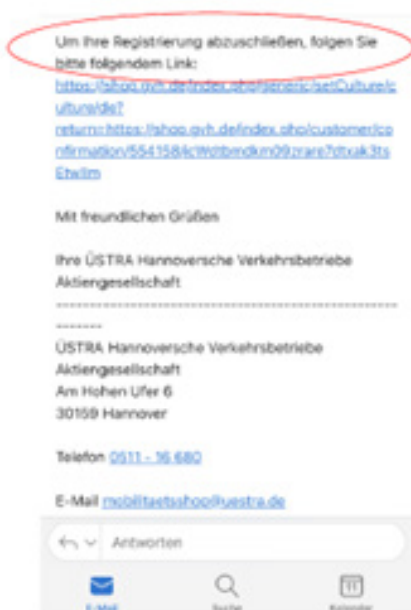 Um Ihre Registrierung abzuschließen, folgen Sie
bitte folgendem Link:
https://shop.gvh.de/index.php/generic/setCulture/c
ulture/de?
return=https://shop.gvh.de/index.php/customer/co
Mit freundlichen Grüßen
Ihre ÜSTRA Hannoversche Verkehrsbetriebe
Aktiengesellschaft
------------------------------------------------------
-------
ÜSTRA Hannoversche Verkehrsbetriebe
Aktiengesellschaft
Am Hohen Ufer 6
30159 Hannover
Telefon 0511 - 16 680
E-Mail mobilitaetsshop@uestra.de
Antworten
E-Mail Suche Kalender